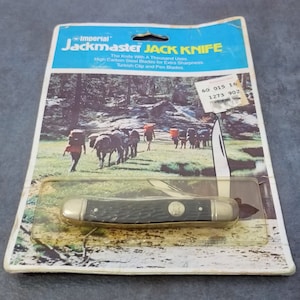 Imperial
Jackmaster JACK KNIFE
The Knife With A Thousand Uses
High Carbon Steel Blades for Extra Sharpness
Turkish Clip and Pen Blades